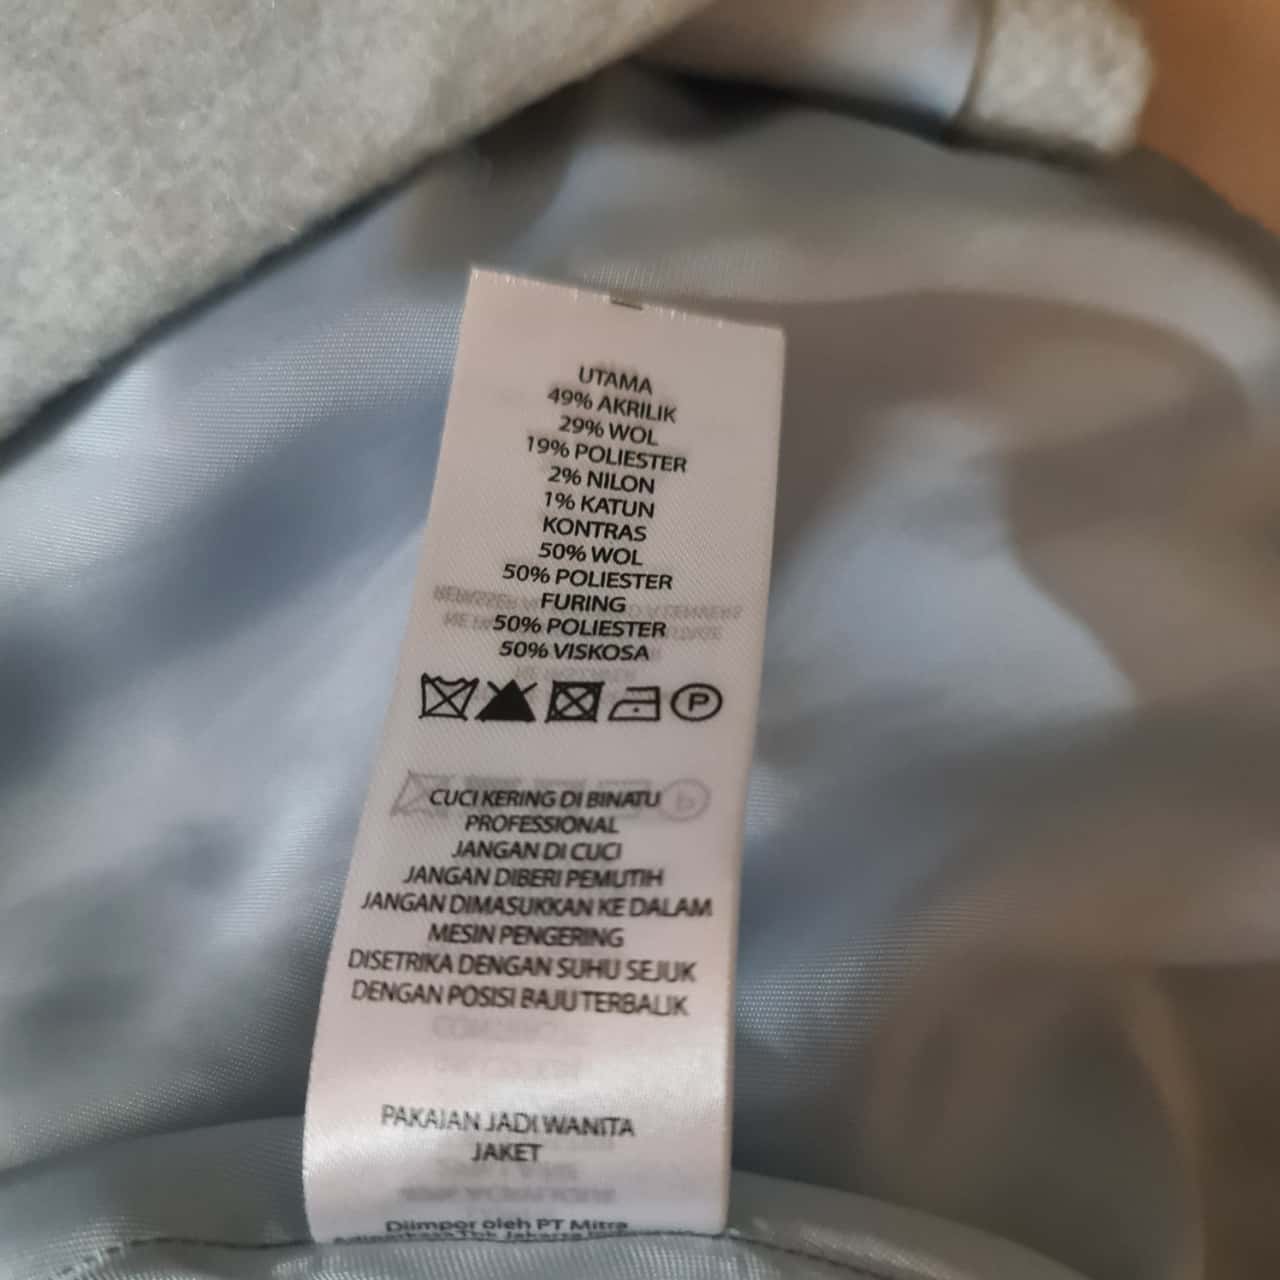 UTAMA
49% AKRILIK
29% WOL
19% POLIESTER
2% NILON
1% KATUN
KONTRAS
50% WOL
50% POLIESTER
FURING
50% POLIESTER
50% VISKOSA
P
CUCI KERING DI BINATU
PROFESSIONAL
JANGAN DI CUCI
JANGAN DIBERI PEMUTIH
JANGAN DIMASUKKAN KE DALAM
MESIN PENGERING
DISETRIKA DENGAN SUHU SEJUK
DENGAN POSISI BAJU TERBALIK
PAKAIAN JADI WANITA
JAKET
Diimpor oleh PT Mitra
Tbk Jakarta